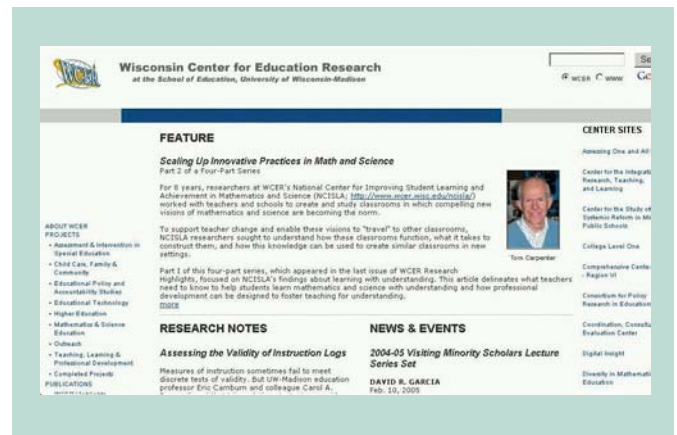 WCER
Wisconsin Center for Education Research
at the School of Education, University of Wisconsin-Madison
Se
WCER WWW
ABOUT WCER
PROJECTS
• Assessment & Intervention in
Special Education
• Child Care, Family &
Community
• Educational Policy and
Accountability Studies
• Educational Technology
• Higher Education
• Mathematics & Science
Education
• Outreach
• Teaching, Learning &
Professional Development
• Completed Projects
PUBLICATIONS
FEATURE
Scaling Up Innovative Practices in Math and Science
Part 2 of a Four-Part Series
For 8 years, researchers at WCER's National Center for Improving Student Learning and
Achievement in Mathematics and Science (NCISLA; http://www.wcer.wisc.edu/ncisla/)
worked with teachers and schools to create and study classrooms in which compelling new
visions of mathematics and science are becoming the norm.
To support teacher change and enable these visions to "travel" to other classrooms,
NCISLA researchers sought to understand how these classrooms function, what it takes to
construct them, and how this knowledge can be used to create similar classrooms in new
settings.
Tom Carpenter
Part I of this four-part series, which appeared in the last issue of WCER Research
Highlights, focused on NCISLA's findings about learning with understanding. This article delineates what teachers
need to know to help students learn mathematics and science with understanding and how professional
development can be designed to foster teaching for understanding.
more
RESEARCH NOTES
Assessing the Validity of Instruction Logs
Measures of instruction sometimes fail to meet
discrete tests of validity. But UW-Madison education
professor Eric Camburn and colleague Carol A.
NEWS & EVENTS
2004-05 Visiting Minority Scholars Lecture
Series Set
DAVID R. GARCIA
Feb. 10, 2005
CENTER SITES
Assessing One and All
Center for the Integrat
Research, Teaching,
and Learning
Center for the Study of
Systemic Reform in Mi
Public Schools
College Level One
Comprehensive Cente
- Region VI
Consortium for Policy
Research in Education
Coordination, Consulta
Evaluation Center
Digital Insight
Diversity in Mathemati
Education